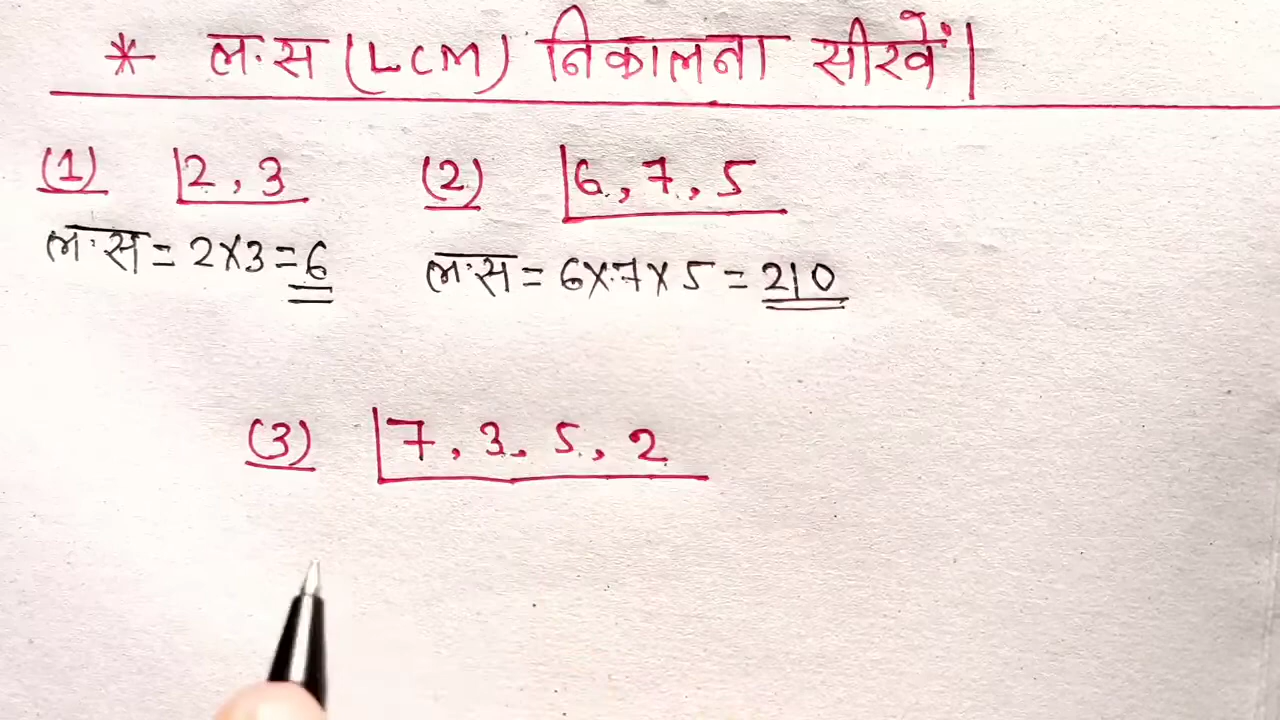 * ल.स (LCM) निकालना सीखें।
(1) 2, 3
ल.स = 2×3 = 6
(2) 6, 7, 5
ल.स = 6×7×5 = 210
(3) 7, 3, 5, 2